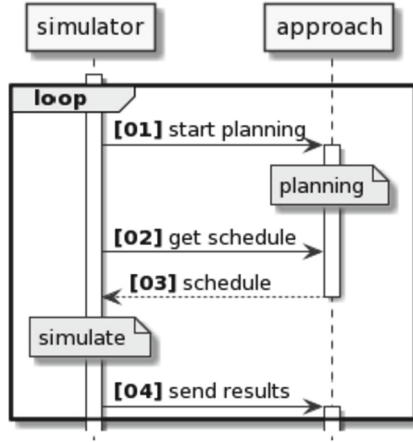 simulator
approach
loop
[01] start planning
planning
[02] get schedule
[03] schedule
simulate
[04] send results